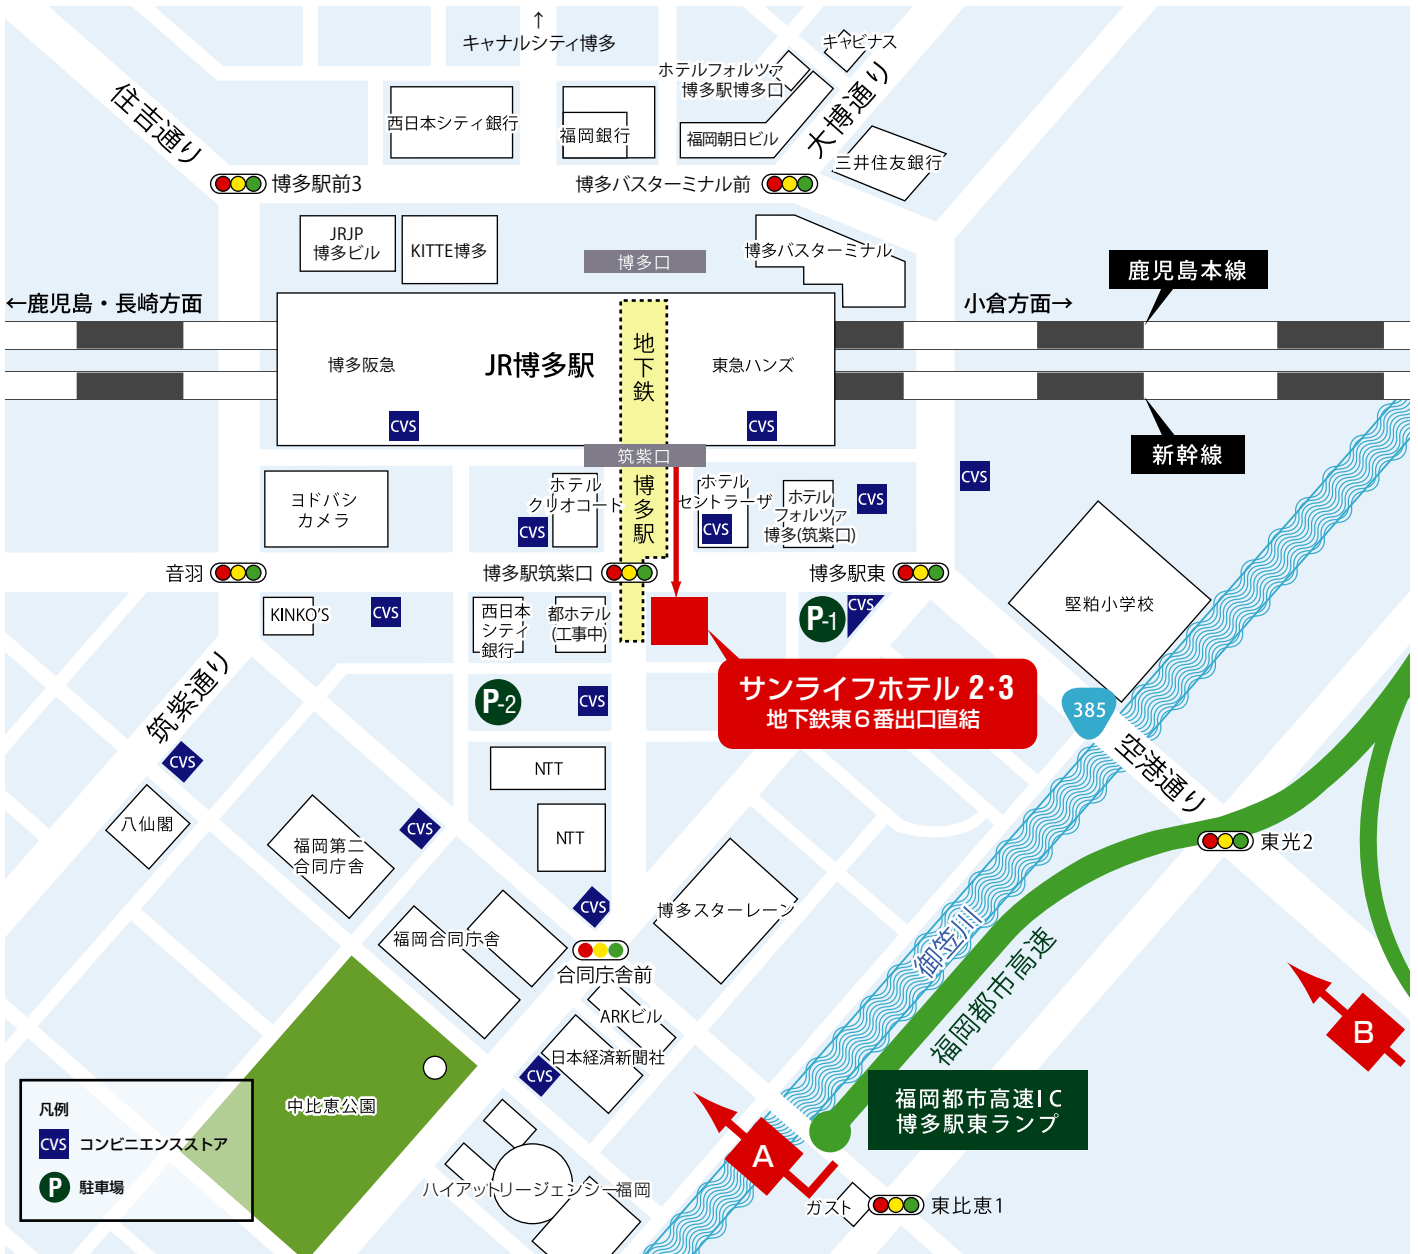 ↑
キャナルシティ博多
キャビナス
ホテルフォルツァ
博多駅博多口
住吉通り
西日本シティ銀行
福岡銀行
福岡朝日ビル
大博通り
三井住友銀行
博多駅前3
博多バスターミナル前
JRJP
博多ビル
KITTE博多
博多口
博多バスターミナル
鹿児島本線
←鹿児島・長崎方面
小倉方面→
博多阪急
JR博多駅
地下鉄
東急ハンズ
CVS
CVS
新幹線
筑紫口
ヨドバシ
カメラ
ホテル
クリオコート
CVS
博多駅
ホテル
セントラーザ
CVS
ホテル
フォルツァ
博多(筑紫口)
CVS
CVS
音羽
博多駅筑紫口
博多駅東
堅粕小学校
KINKO'S
CVS
西日本
シティ
銀行
都ホテル
(工事中)
P-1
CVS
筑紫通り
P-2
CVS
サンライフホテル 2・3
地下鉄東6番出口直結
385
空港通り
CVS
NTT
八仙閣
CVS
NTT
福岡第二
合同庁舎
東光2
CVS
博多スターレーン
福岡合同庁舎
御笠川
合同庁舎前
福岡都市高速
ARKビル
B
日本経済新聞社
CVS
中比恵公園
福岡都市高速IC
博多駅東ランプ
A
ハイアットリージェンシー福岡
ガスト
東比恵1
凡例
CVS コンビニエンスストア
P 駐車場